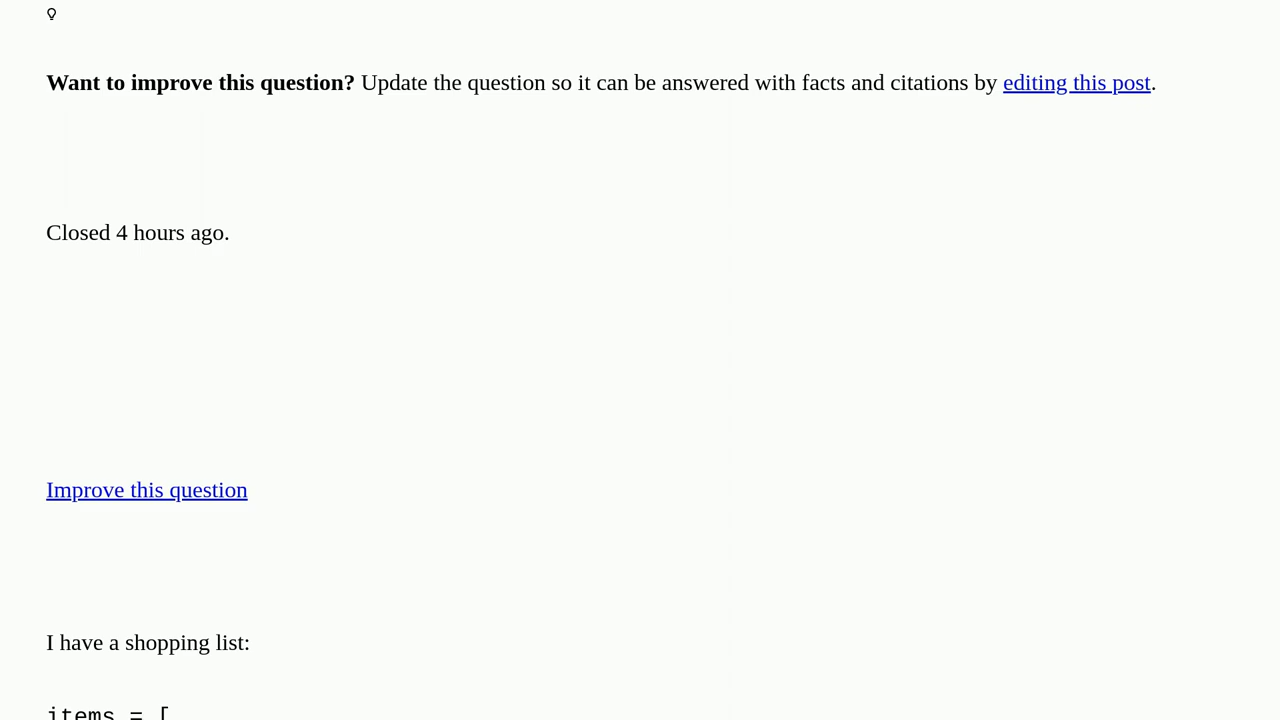 Want to improve this question? Update the question so it can be answered with facts and citations by editing this post.
Closed 4 hours ago.
Improve this question
I have a shopping list:
items = [